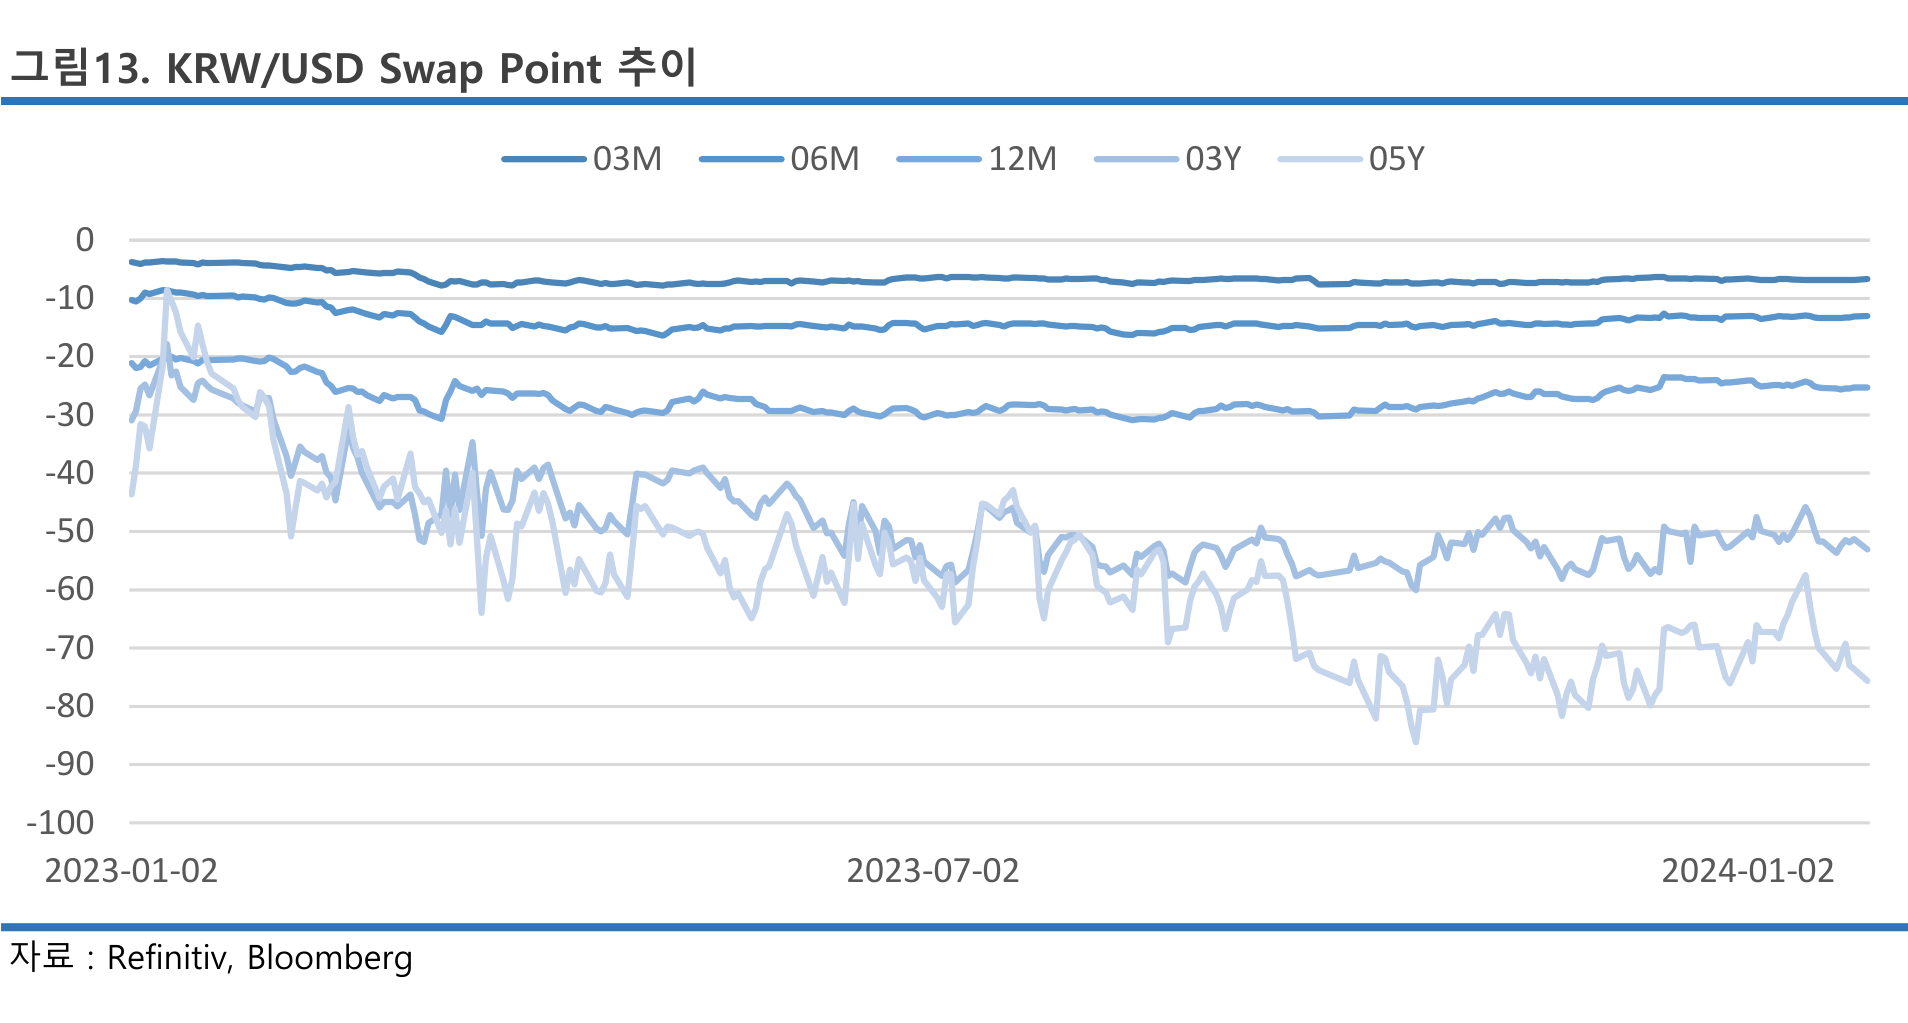 그림13. KRW/USD Swap Point 추이
03M 06M 12M 03Y 05Y
0
-10
-20
-30
-40
-50
-60
-70
-80
-90
-100
2023-01-02 2023-07-02 2024-01-02
자료 : Refinitiv, Bloomberg